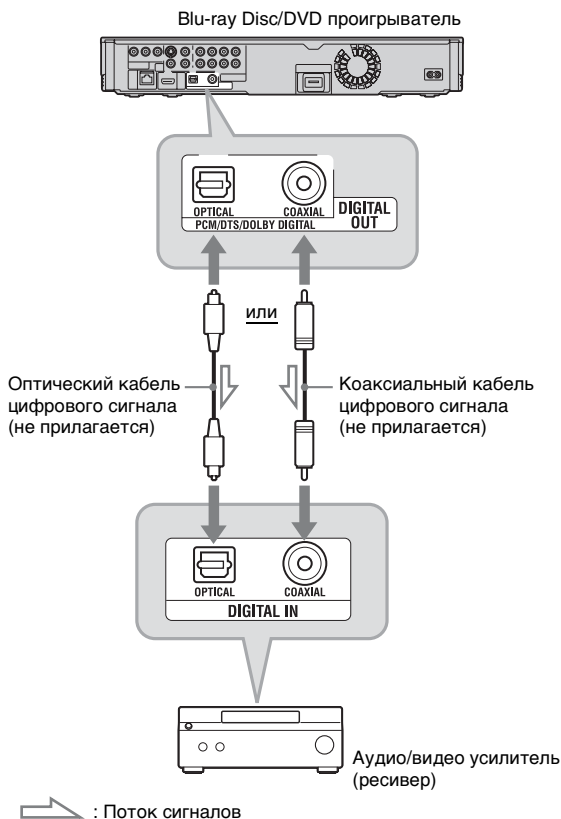 Blu-ray Disc/DVD проигрыватель
OPTICAL
COAXIAL
PCM/DTS/DOLBY DIGITAL
DIGITAL
OUT
или
Оптический кабель
цифрового сигнала
(не прилагается)
Коаксиальный кабель
цифрового сигнала
(не прилагается)
OPTICAL
COAXIAL
DIGITAL IN
Аудио/видео усилитель
(ресивер)
: Поток сигналов